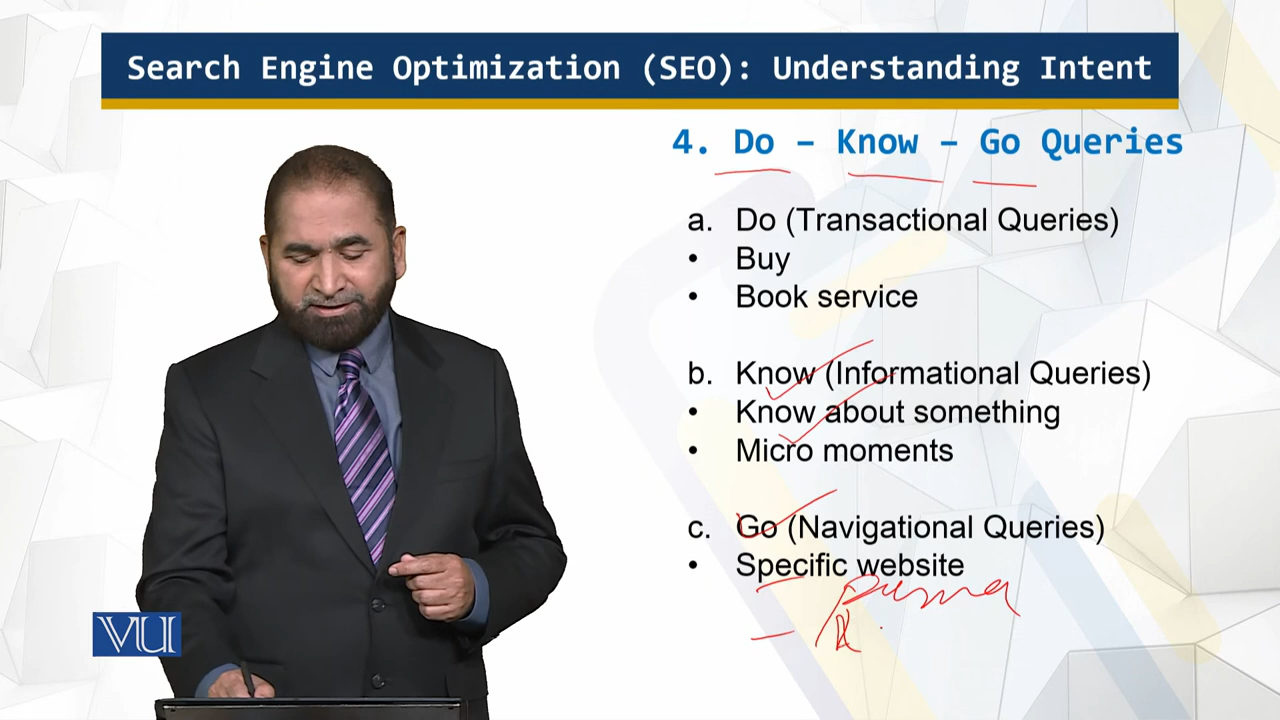 Search Engine Optimization (SEO): Understanding Intent
4. Do – Know – Go Queries
a. Do (Transactional Queries)
• Buy
• Book service
b. Know (Informational Queries)
• Know about something
• Micro moments
c. Go (Navigational Queries)
• Specific website
– puma
–
VU